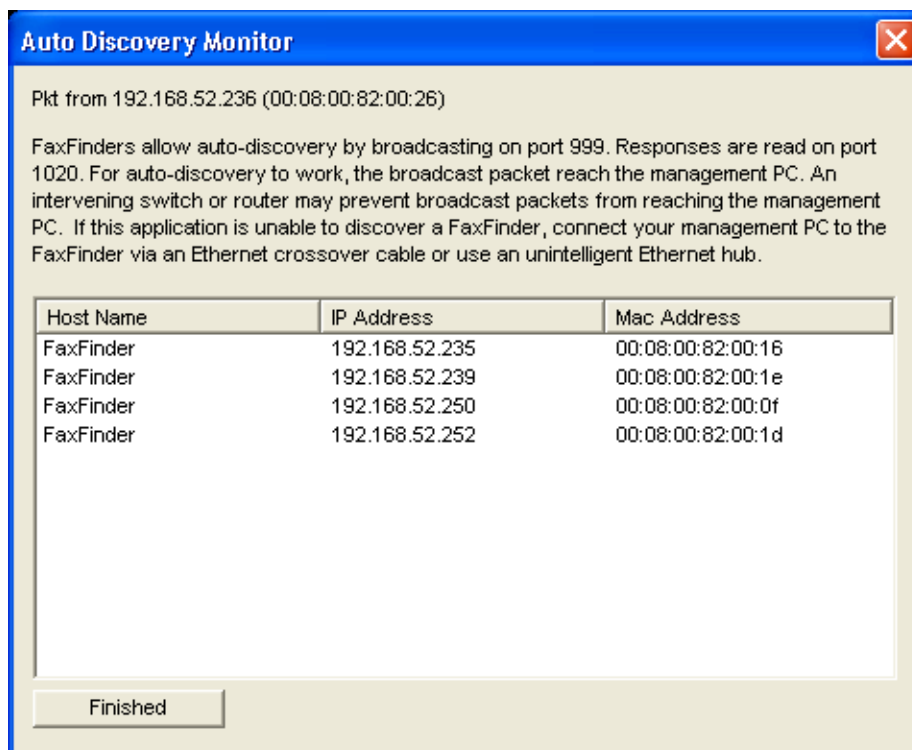 Auto Discovery Monitor
Pkt from 192.168.52.236 (00:08:00:82:00:26)
FaxFinders allow auto-discovery by broadcasting on port 999. Responses are read on port
1020. For auto-discovery to work, the broadcast packet reach the management PC. An
intervening switch or router may prevent broadcast packets from reaching the management
PC. If this application is unable to discover a FaxFinder, connect your management PC to the
FaxFinder via an Ethernet crossover cable or use an unintelligent Ethernet hub.
Host Name IP Address Mac Address
FaxFinder 192.168.52.235 00:08:00:82:00:16
FaxFinder 192.168.52.239 00:08:00:82:00:1e
FaxFinder 192.168.52.250 00:08:00:82:00:0f
FaxFinder 192.168.52.252 00:08:00:82:00:1d
Finished